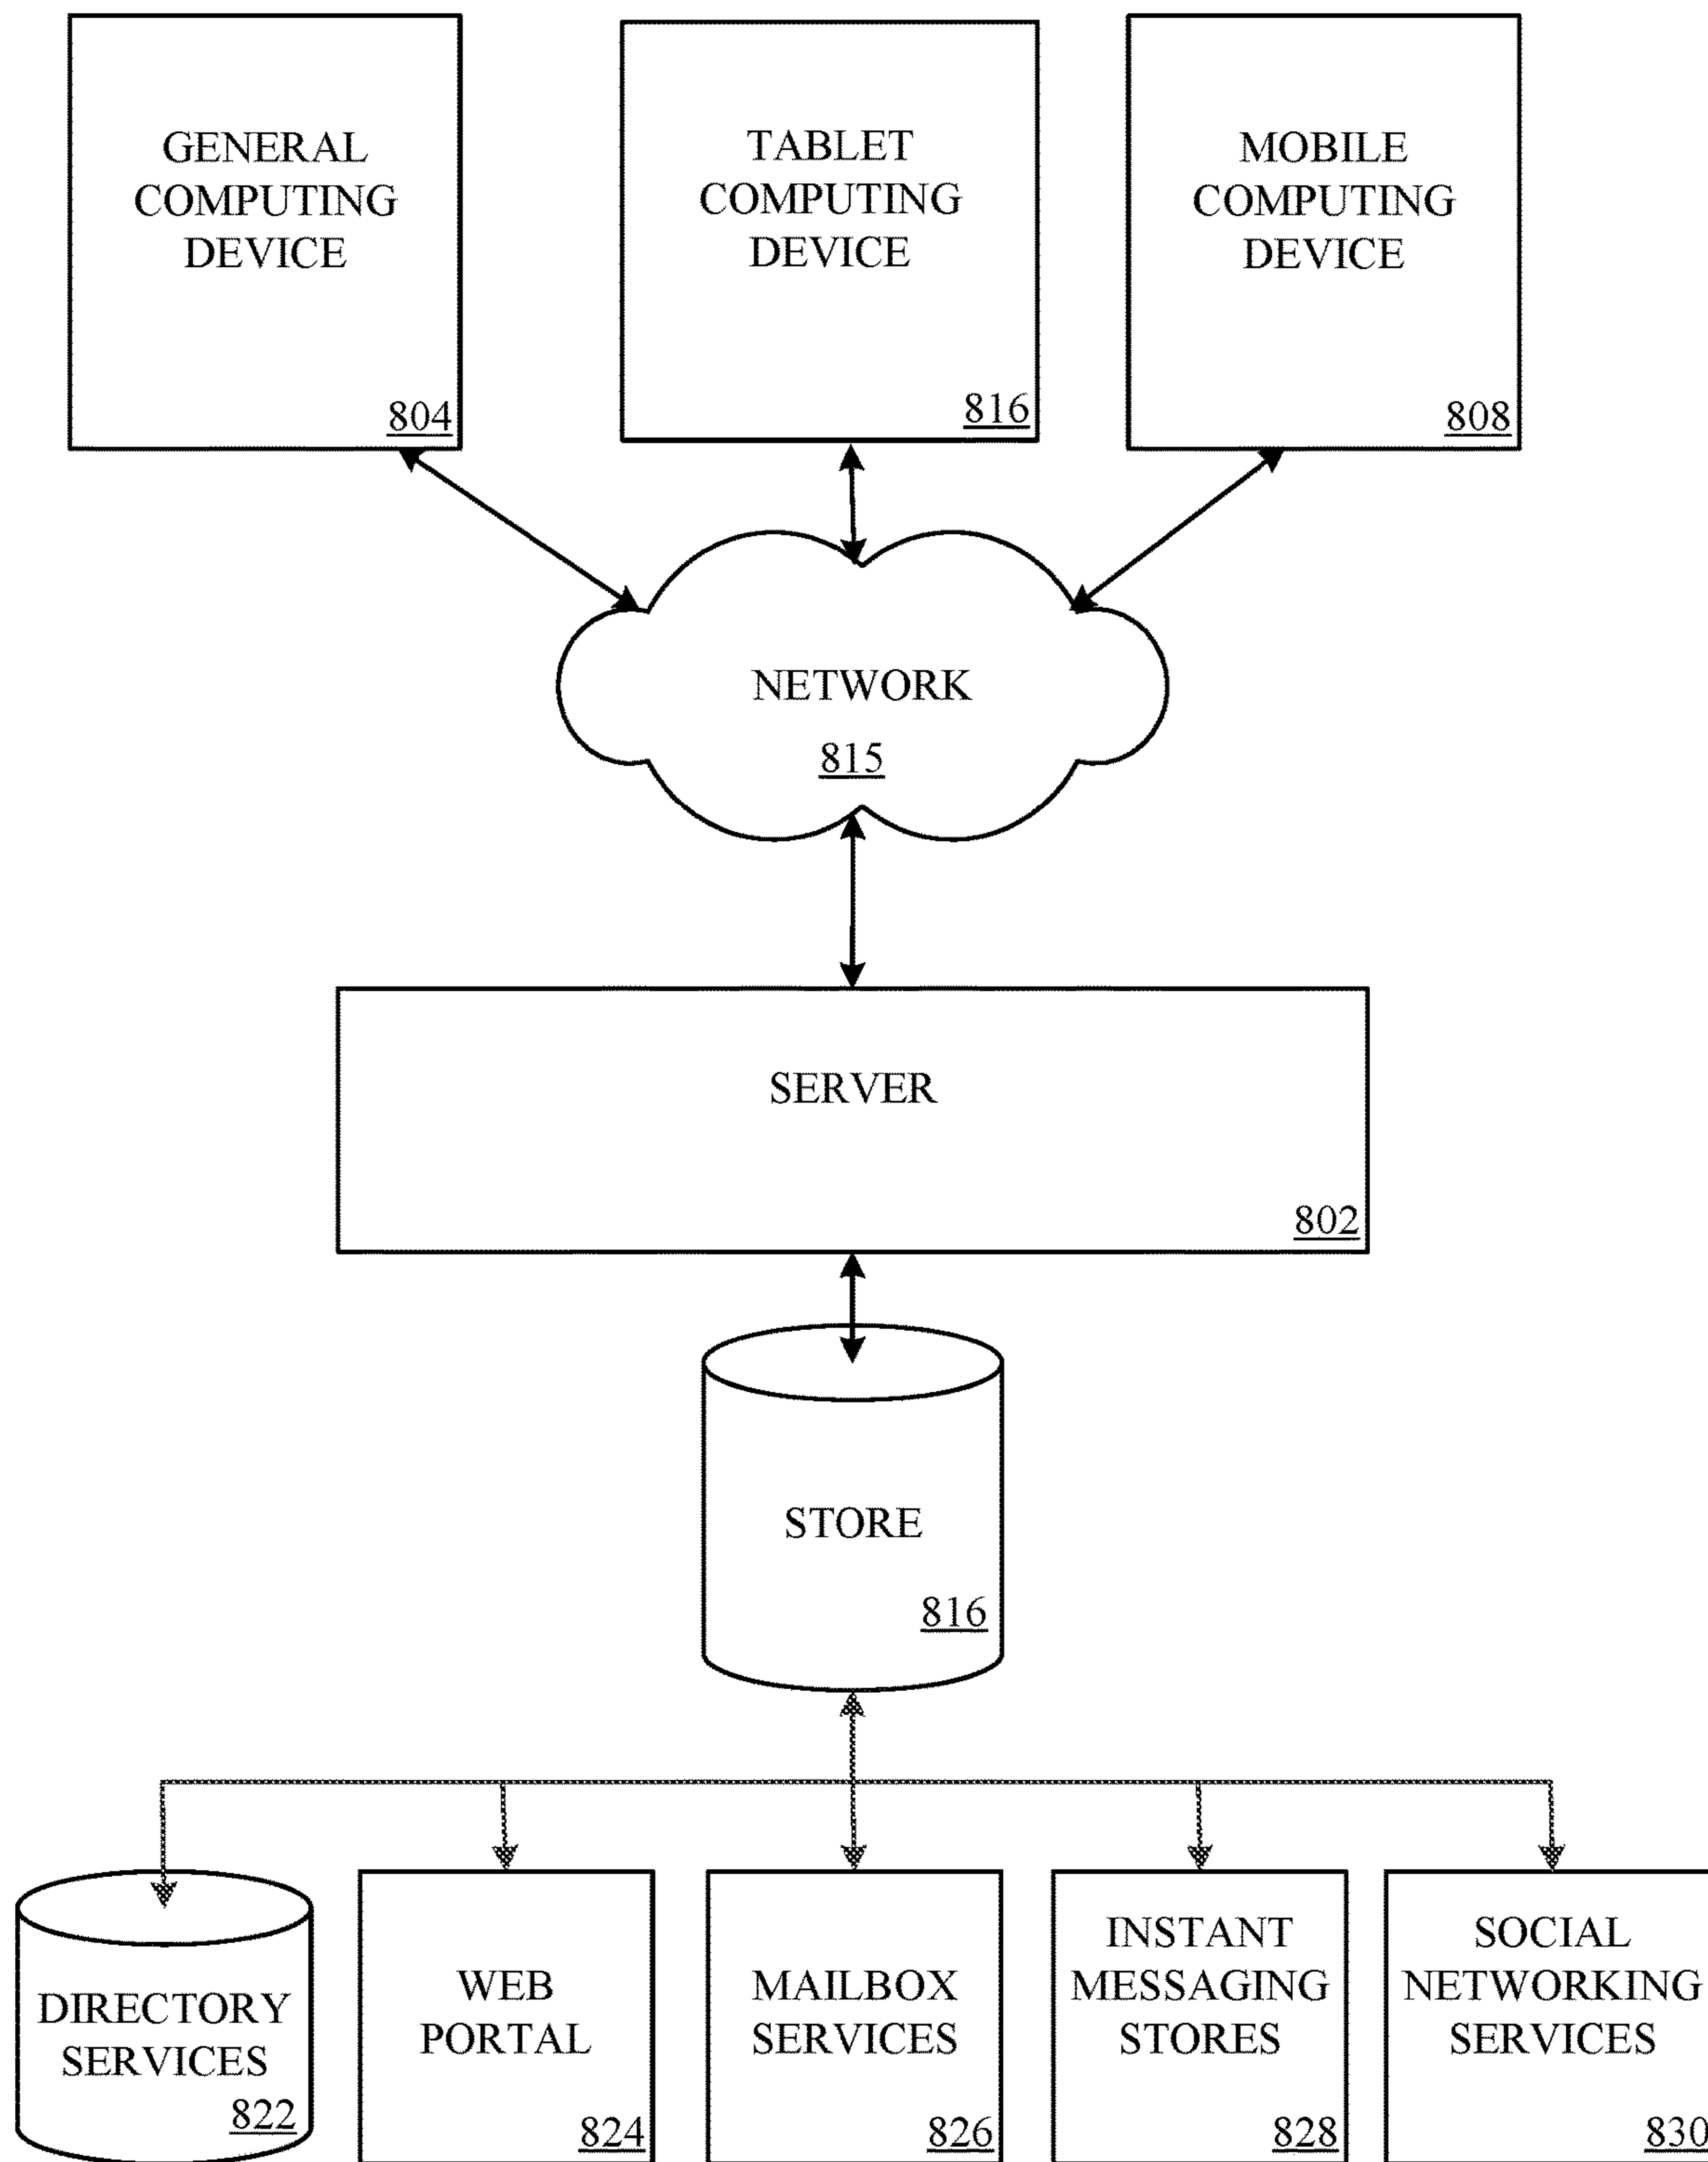 GENERAL
COMPUTING
DEVICE
804
TABLET
COMPUTING
DEVICE
816
MOBILE
COMPUTING
DEVICE
808
NETWORK
815
SERVER
802
STORE
816
DIRECTORY
SERVICES
822
WEB
PORTAL
824
MAILBOX
SERVICES
826
INSTANT
MESSAGING
STORES
828
SOCIAL
NETWORKING
SERVICES
830